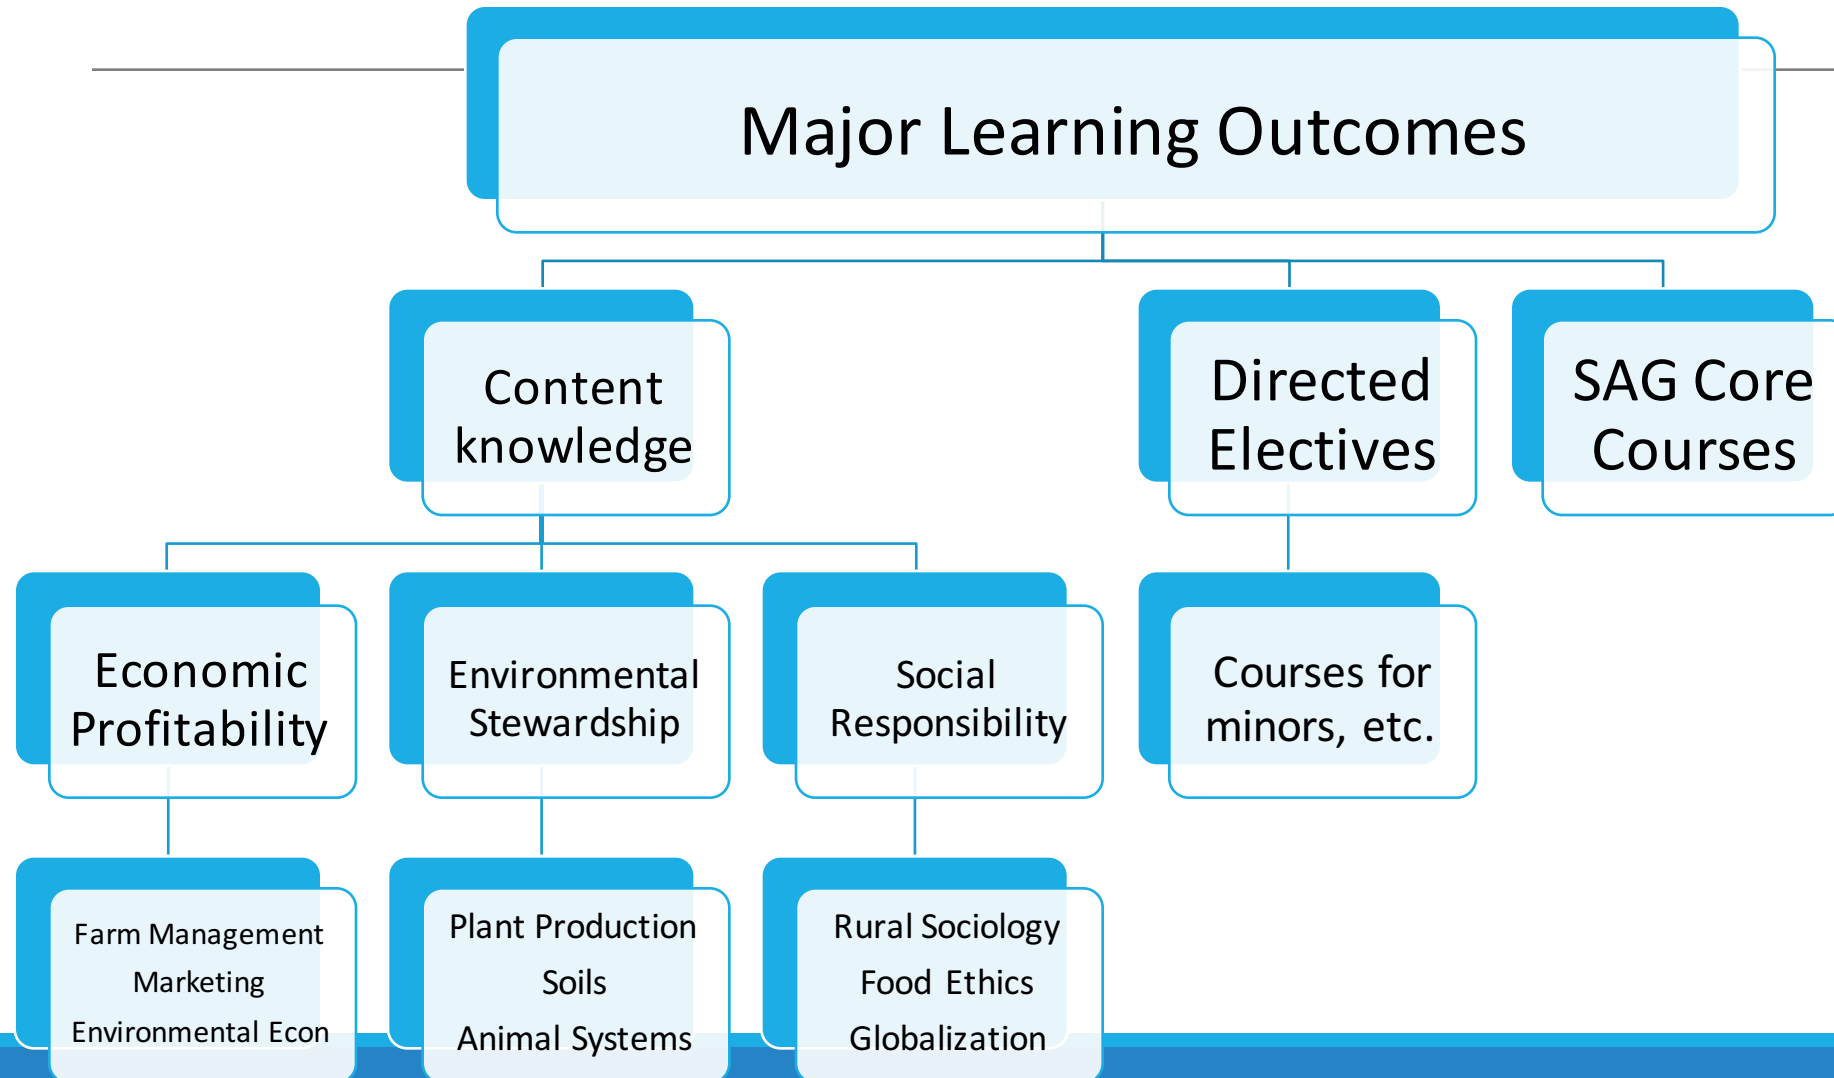 Major Learning Outcomes
Content
knowledge
Directed
Electives
SAG Core
Courses
Economic
Profitability
Environmental
Stewardship
Social
Responsibility
Courses for
minors, etc.
Farm Management
Marketing
Environmental Econ
Plant Production
Soils
Animal Systems
Rural Sociology
Food Ethics
Globalization